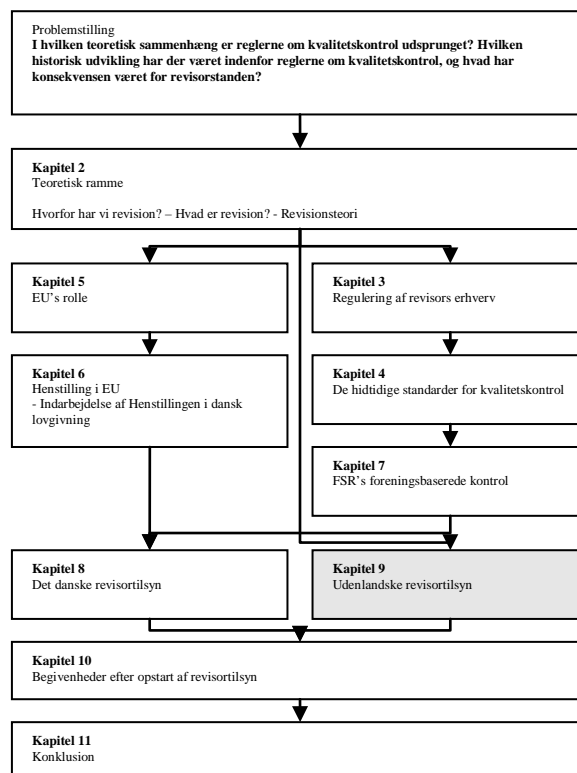 Problemstilling
I hvilken teoretisk sammenhæng er reglerne om kvalitetskontrol udsprunget? Hvilken
historisk udvikling har der været indenfor reglerne om kvalitetskontrol, og hvad har
konsekvensen været for revisorstanden?
Kapitel 2
Teoretisk ramme
Hvorfor har vi revision? – Hvad er revision? - Revisionsteori
Kapitel 5
EU's rolle
Kapitel 3
Regulering af revisors erhverv
Kapitel 6
Henstilling i EU
- Indarbejdelse af Henstillingen i dansk
lovgivning
Kapitel 4
De hidtidige standarder for kvalitetskontrol
Kapitel 7
FSR's foreningsbaserede kontrol
Kapitel 8
Det danske revisortilsyn
Kapitel 9
Udenlandske revisortilsyn
Kapitel 10
Begivenheder efter opstart af revisortilsyn
Kapitel 11
Konklusion